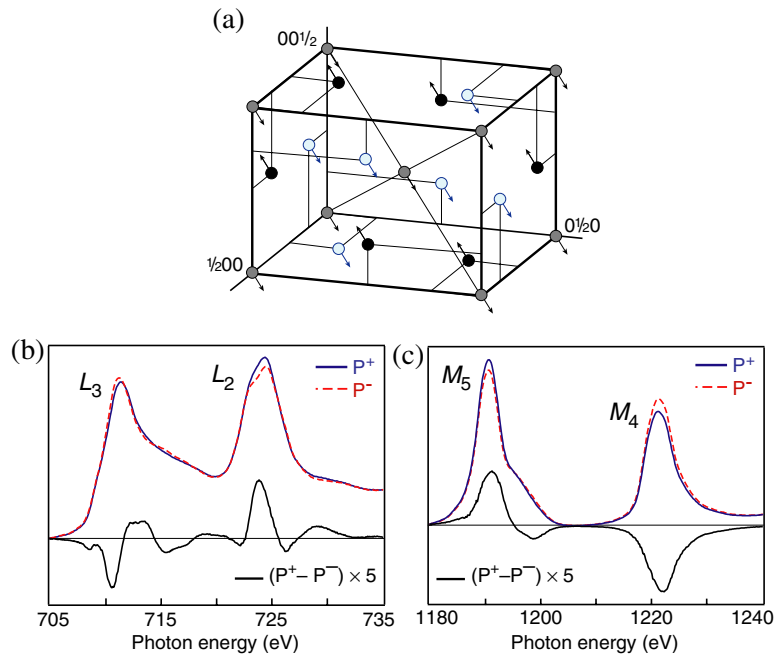 (a)
00½
0½0
½00
(b)
L₃
L₂
P⁺
P⁻
(P⁺– P⁻) × 5
705 715 725 735
Photon energy (eV)
(c)
M₅
M₄
P⁺
P⁻
(P⁺–P⁻) × 5
1180 1200 1220 1240
Photon energy (eV)